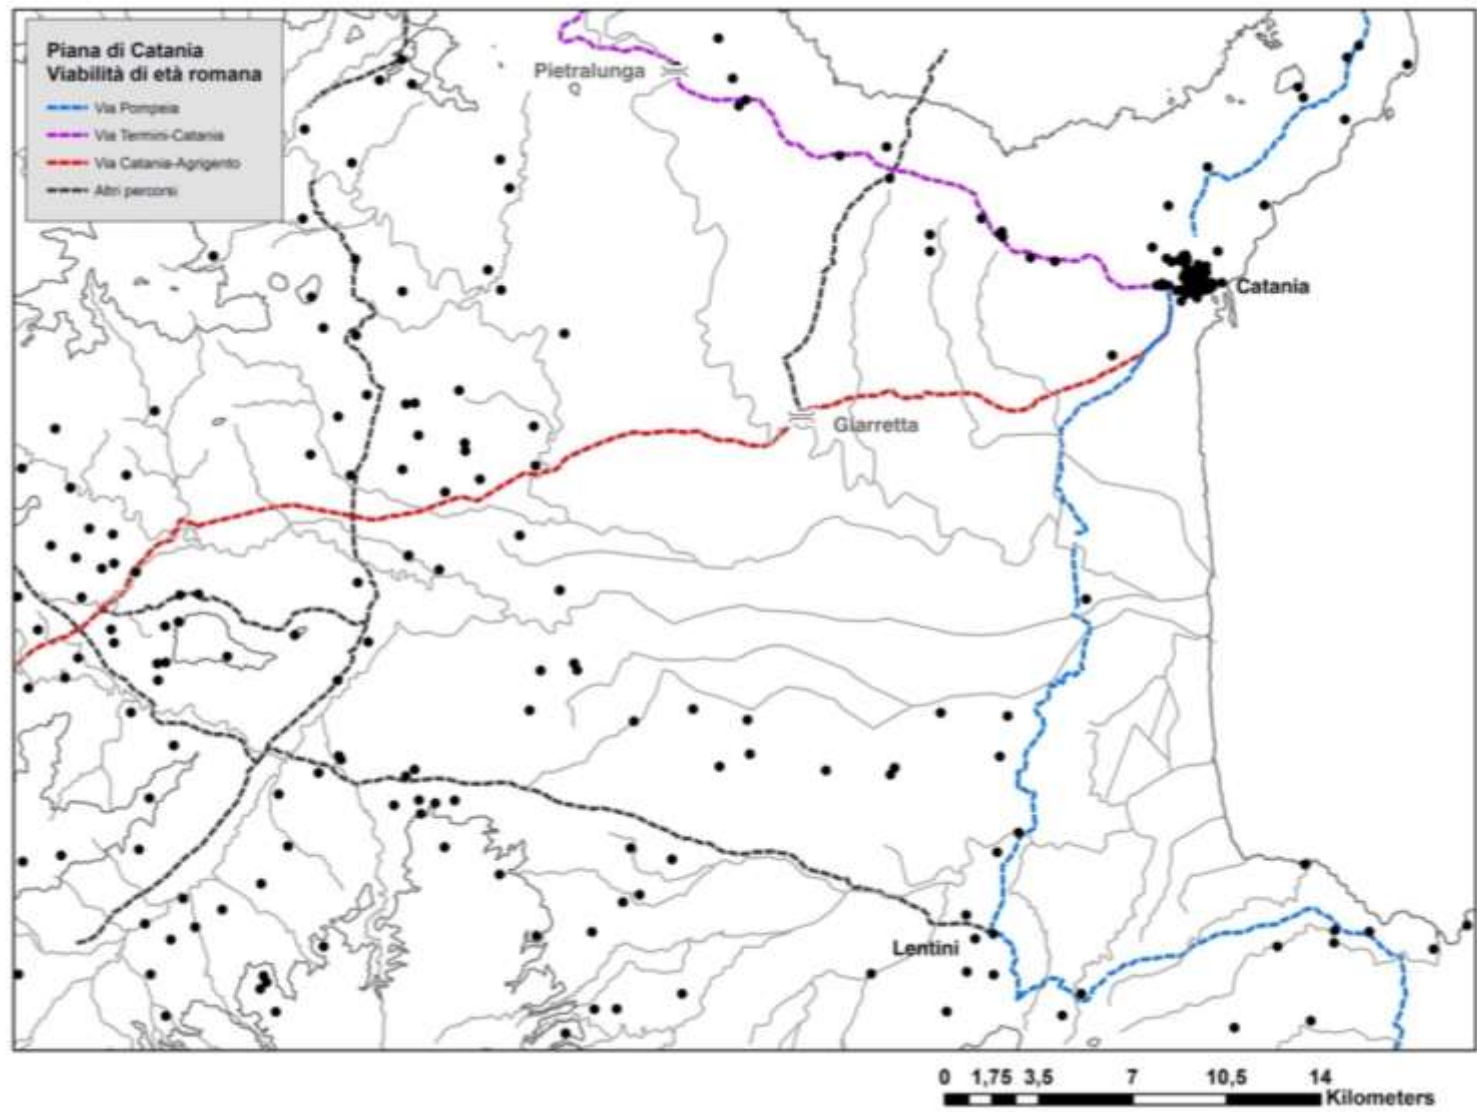 Piana di Catania
Viabilità di età romana
Via Pompeia
Via Termini-Catania
Via Catania-Agrigento
Altri percorsi
Pietralunga
Catania
Giarretta
Lentini
0 1,75 3,5 7 10,5 14
Kilometers